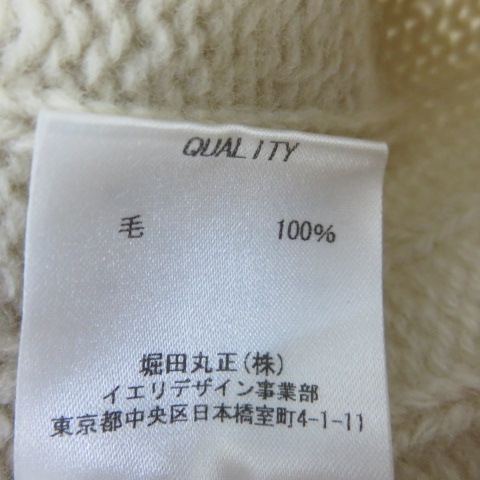 QUALITY
毛 100%
堀田丸正(株)
イエリデザイン事業部
東京都中央区日本橋室町4-1-11